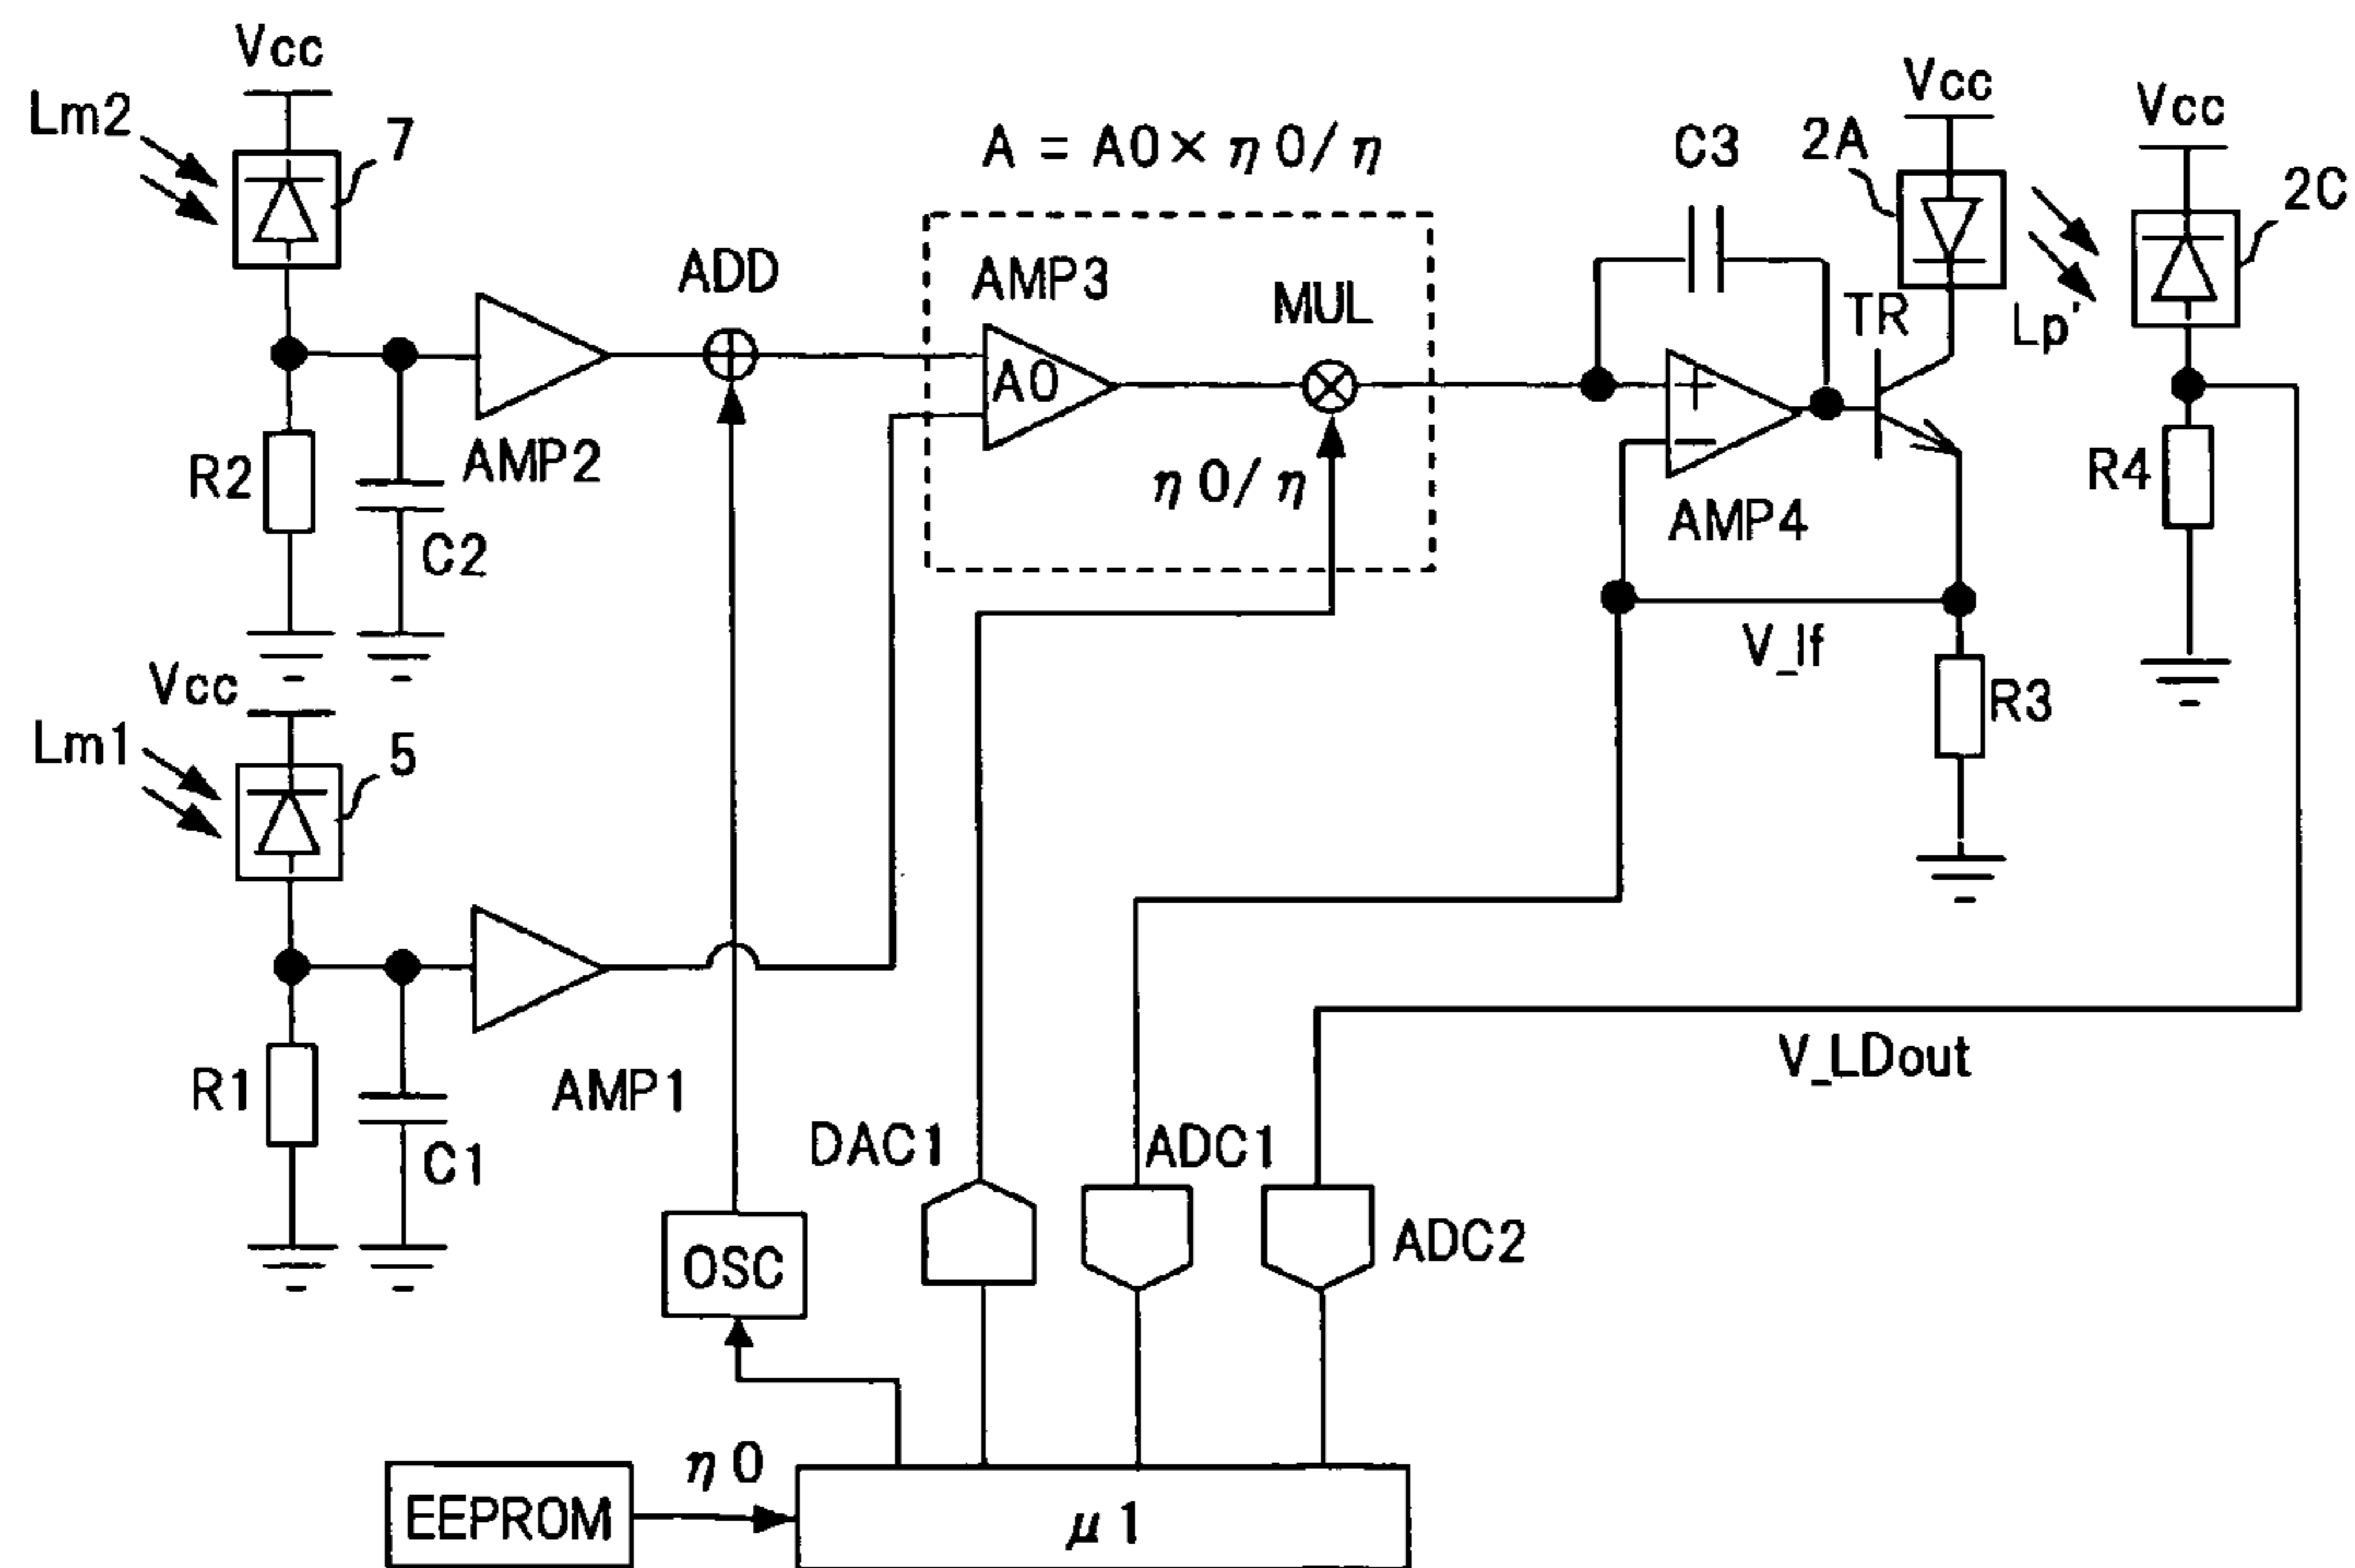 Vcc
Lm2
7
A = A0× η0/η
C3
2A
Vcc
Vcc
2C
ADD
AMP3
MUL
TR
Lp'
A0
R2
AMP2
C2
η0/η
AMP4
R4
V_If
R3
Vcc
Lm1
5
R1
AMP1
C1
V_LDout
DAC1
ADC1
ADC2
OSC
η0
EEPROM
μ1
+
−